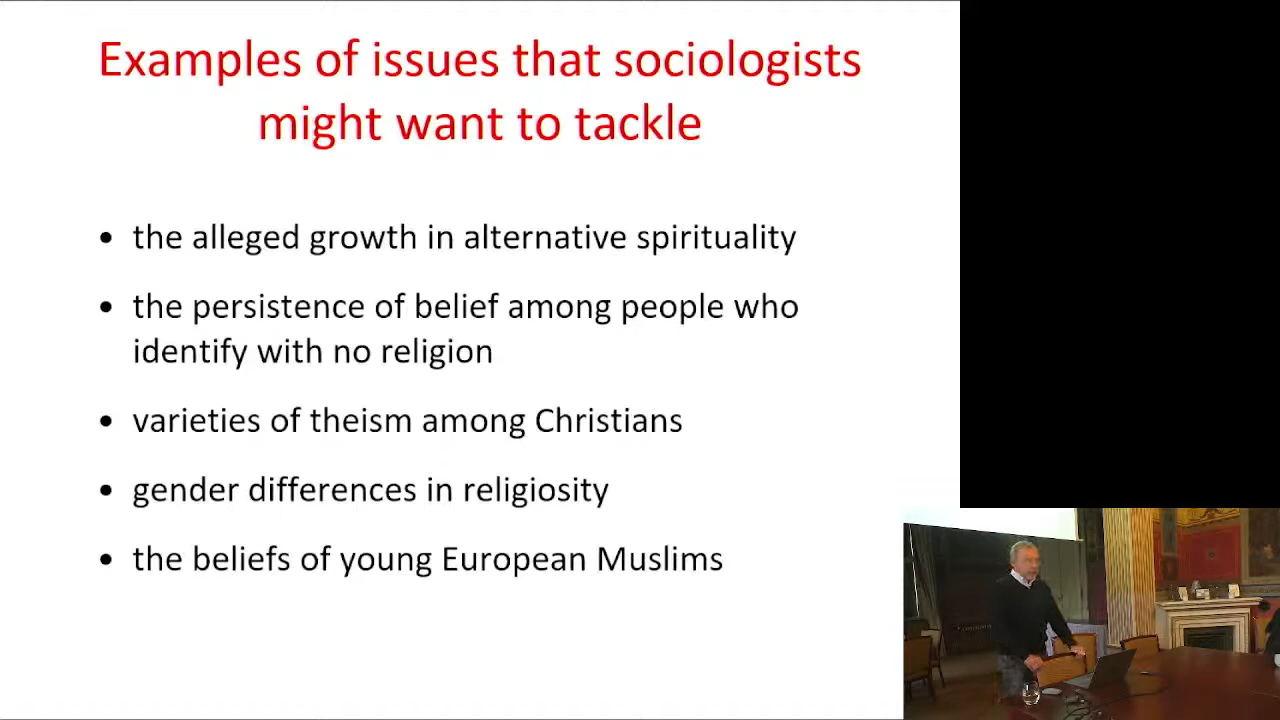 Examples of issues that sociologists
might want to tackle
• the alleged growth in alternative spirituality
• the persistence of belief among people who
identify with no religion
• varieties of theism among Christians
• gender differences in religiosity
• the beliefs of young European Muslims